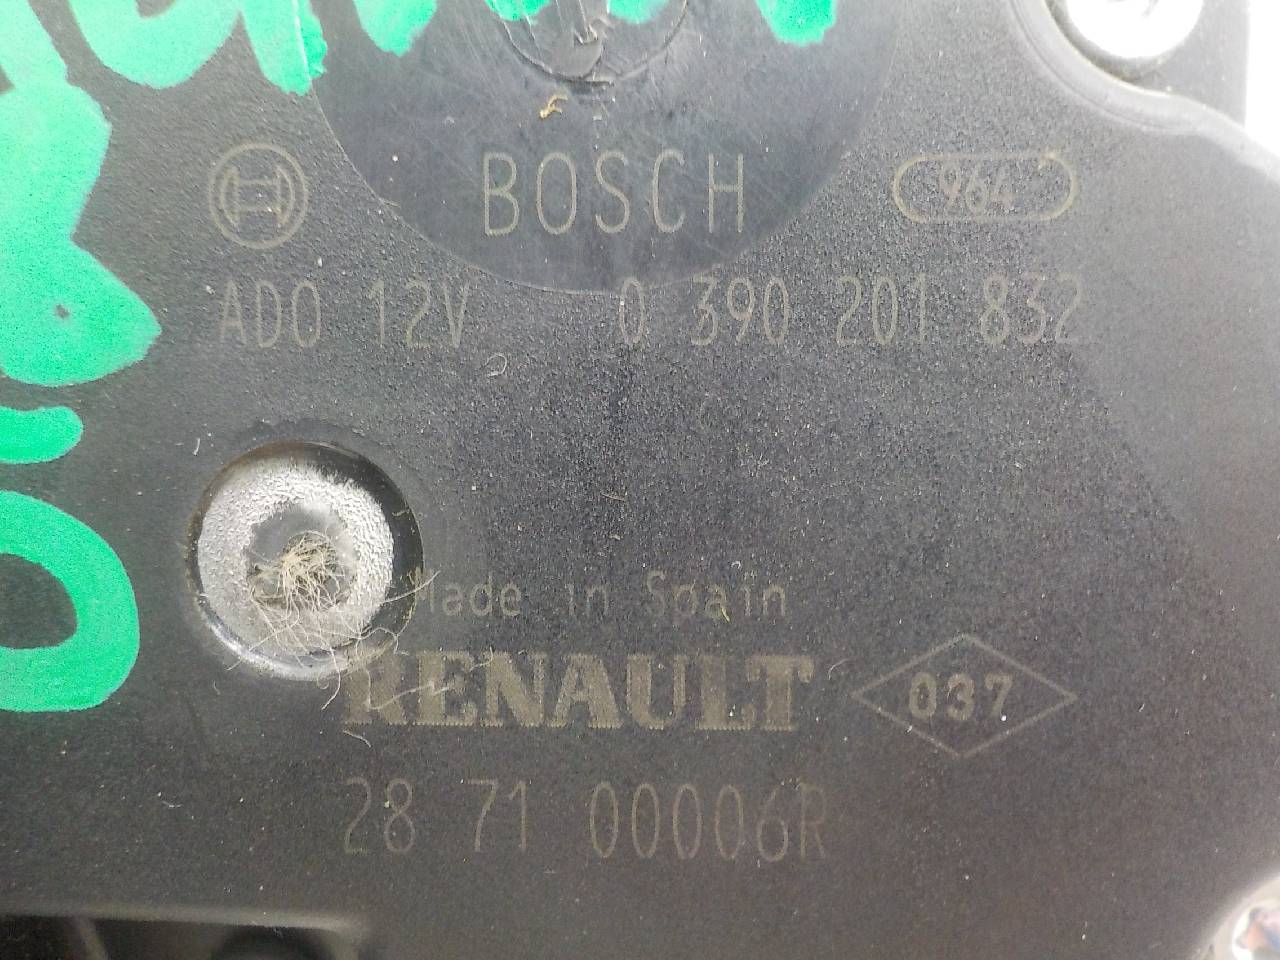 BOSCH 964
ADO 12V 0 390 201 832
Made in Spain
RENAULT 037
28 71 00006R